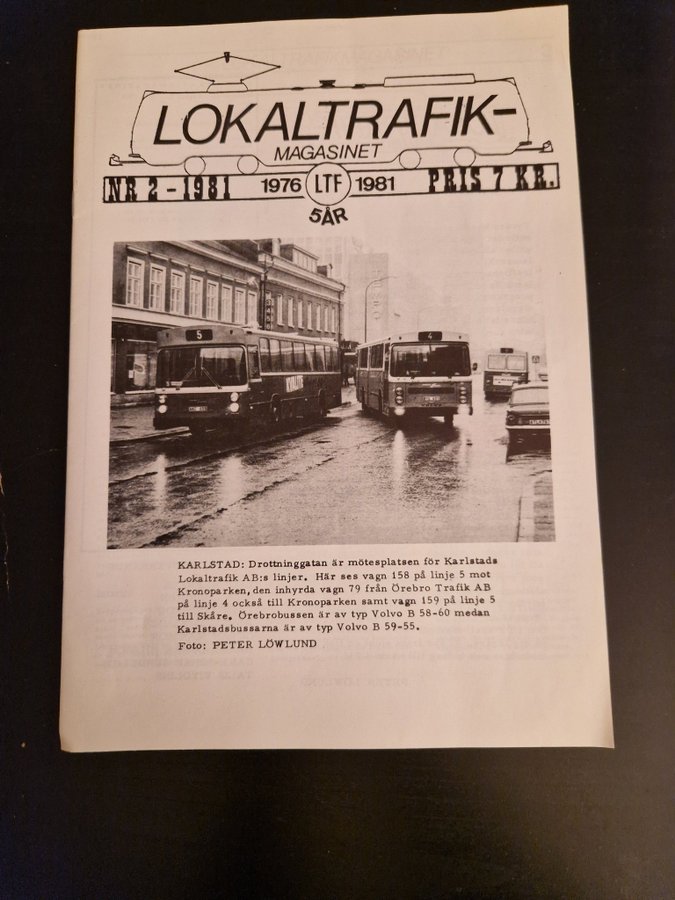 LOKALTRAFIK-
MAGASINET
NR 2 - 1981 1976 LTF 1981 PRIS 7 KR.
5ÅR
5
4
KARLSTAD: Drottninggatan är mötesplatsen för Karlstads
Lokaltrafik AB:s linjer. Här ses vagn 158 på linje 5 mot
Kronoparken, den inhyrda vagn 79 från Örebro Trafik AB
på linje 4 också till Kronoparken samt vagn 159 på linje 5
till Skåre. Örebrobussen är av typ Volvo B 58-60 medan
Karlstadsbussarna är av typ Volvo B 59-55.
Foto: PETER LÖWLUND